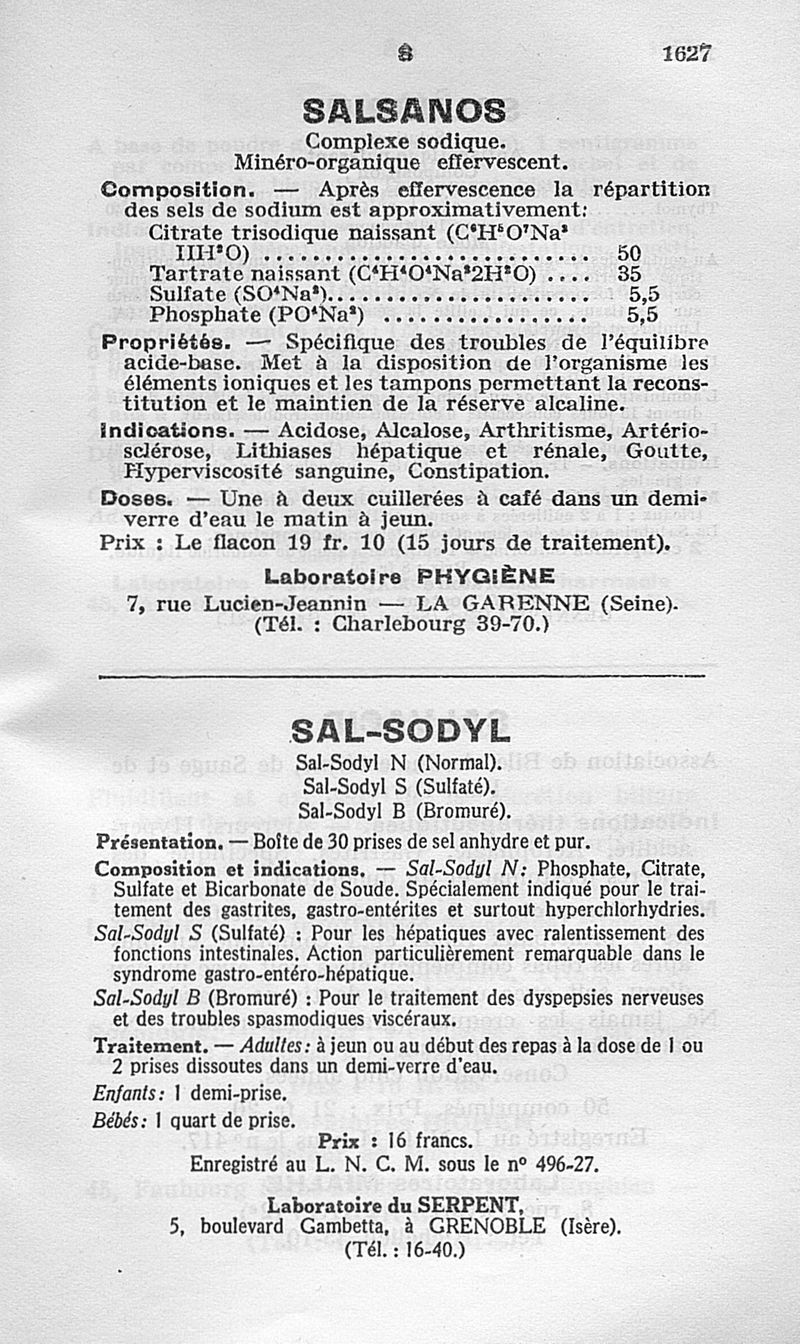 S 1627
SALSANOS
Complexe sodique.
Minéro-organique effervescent.
Composition. — Après effervescence la répartition
des sels de sodium est approximativement:
Citrate trisodique naissant (C⁶H⁵O⁷Na³
IIH²O) ........................... 50
Tartrate naissant (C⁴H⁴O⁴Na²2H²O) .... 35
Sulfate (SO⁴Na²)...................... 5,5
Phosphate (PO⁴Na³) ................. 5,5
Propriétés. — Spécifique des troubles de l'équilibre
acide-base. Met à la disposition de l'organisme les
éléments ioniques et les tampons permettant la recons-
titution et le maintien de la réserve alcaline.
Indications. — Acidose, Alcalose, Arthritisme, Artério-
sclérose, Lithiases hépatique et rénale, Goutte,
Hyperviscosité sanguine, Constipation.
Doses. — Une à deux cuillerées à café dans un demi-
verre d'eau le matin à jeun.
Prix : Le flacon 19 fr. 10 (15 jours de traitement).
Laboratoire PHYGIÈNE
7, rue Lucien-Jeannin — LA GARENNE (Seine).
(Tél. : Charlebourg 39-70.)
SAL-SODYL
Sal-Sodyl N (Normal).
Sal-Sodyl S (Sulfaté).
Sal-Sodyl B (Bromuré).
Présentation. — Boîte de 30 prises de sel anhydre et pur.
Composition et indications. — Sal-Sodyl N: Phosphate, Citrate,
Sulfate et Bicarbonate de Soude. Spécialement indiqué pour le trai-
tement des gastrites, gastro-entérites et surtout hyperchlorhydries.
Sal-Sodyl S (Sulfaté) : Pour les hépatiques avec ralentissement des
fonctions intestinales. Action particulièrement remarquable dans le
syndrome gastro-entéro-hépatique.
Sal-Sodyl B (Bromuré) : Pour le traitement des dyspepsies nerveuses
et des troubles spasmodiques viscéraux.
Traitement. — Adultes: à jeun ou au début des repas à la dose de 1 ou
2 prises dissoutes dans un demi-verre d'eau.
Enfants: 1 demi-prise.
Bébés: 1 quart de prise.
Prix : 16 francs.
Enregistré au L. N. C. M. sous le nº 496-27.
Laboratoire du SERPENT,
5, boulevard Gambetta, à GRENOBLE (Isère).
(Tél. : 16-40.)